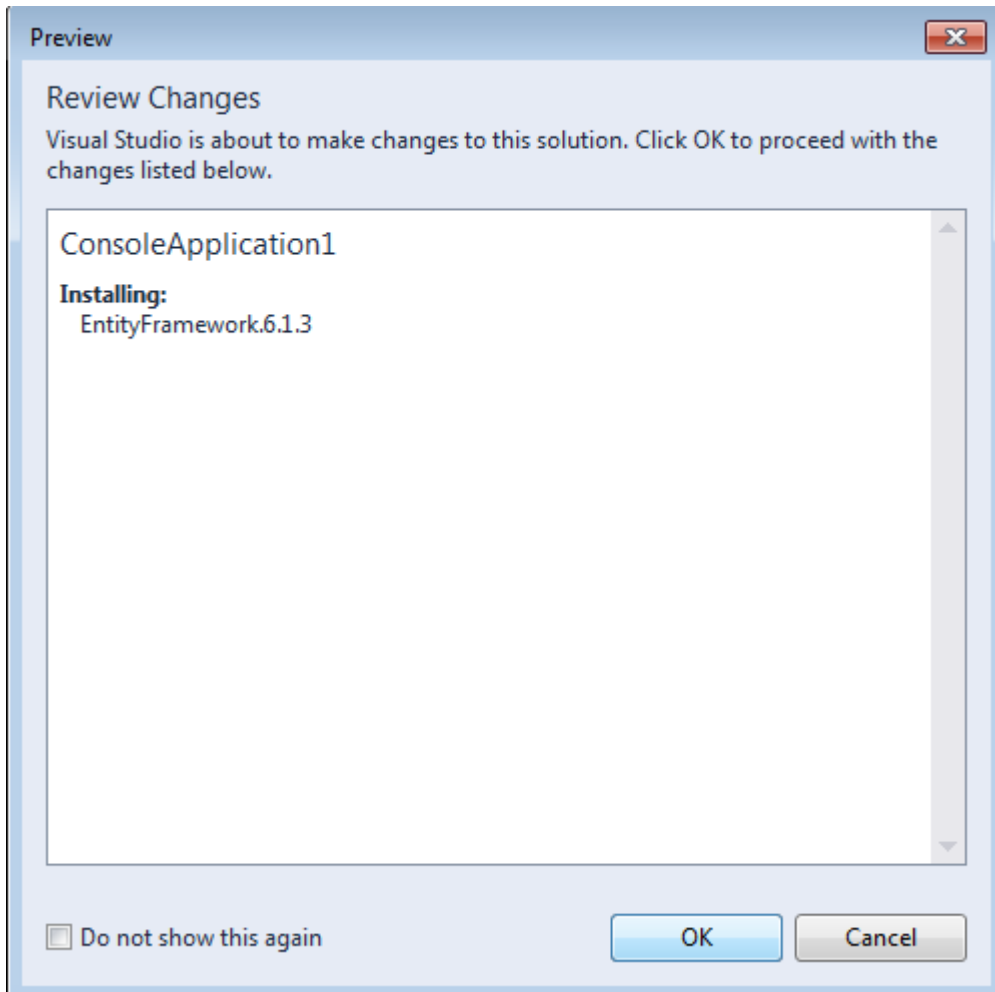 Preview
Review Changes
Visual Studio is about to make changes to this solution. Click OK to proceed with the
changes listed below.
ConsoleApplication1
Installing:
EntityFramework.6.1.3
Do not show this again
OK
Cancel